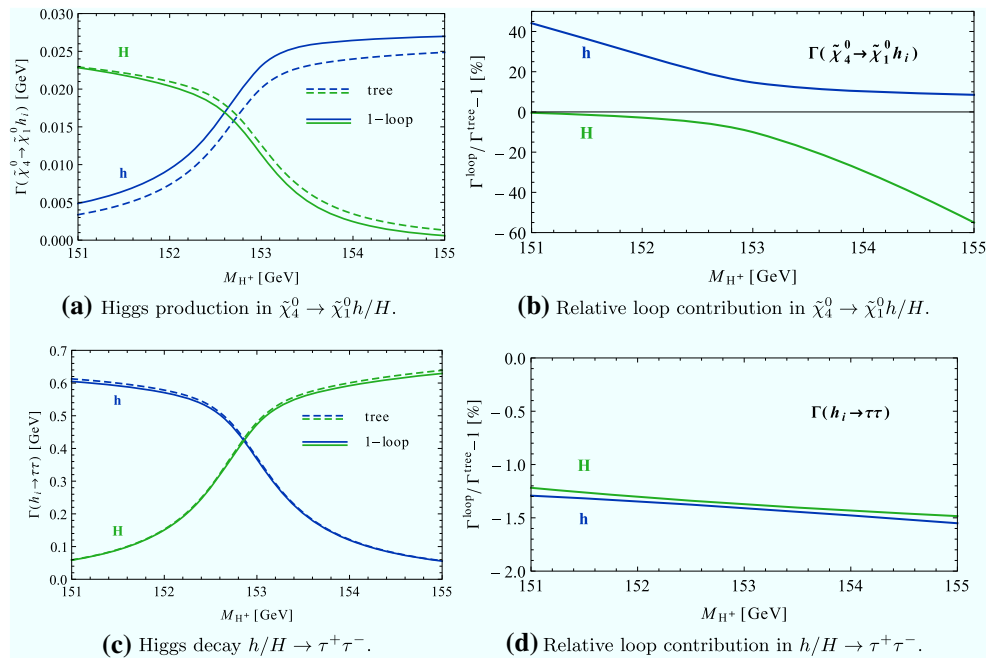 0.030
0.025
0.020
0.015
0.010
0.005
0.000
151 152 153 154 155
Γ(χ̃⁰₄→χ̃⁰₁hᵢ) [GeV]
H
h
tree
1−loop
M_H⁺ [GeV]
(a) Higgs production in χ̃⁰₄ → χ̃⁰₁h/H.
40
20
0
−20
−40
−60
151 152 153 154 155
Γ^loop/Γ^tree−1 [%]
h
Γ(χ̃⁰₄→χ̃⁰₁hᵢ)
H
M_H⁺ [GeV]
(b) Relative loop contribution in χ̃⁰₄ → χ̃⁰₁h/H.
0.7
0.6
0.5
0.4
0.3
0.2
0.1
0.0
151 152 153 154 155
Γ(hᵢ→ττ) [GeV]
h
tree
1−loop
H
M_H⁺ [GeV]
(c) Higgs decay h/H → τ⁺τ⁻.
0.0
−0.5
−1.0
−1.5
−2.0
151 152 153 154 155
Γ^loop/Γ^tree−1 [%]
Γ(hᵢ→ττ)
H
h
M_H⁺ [GeV]
(d) Relative loop contribution in h/H → τ⁺τ⁻.